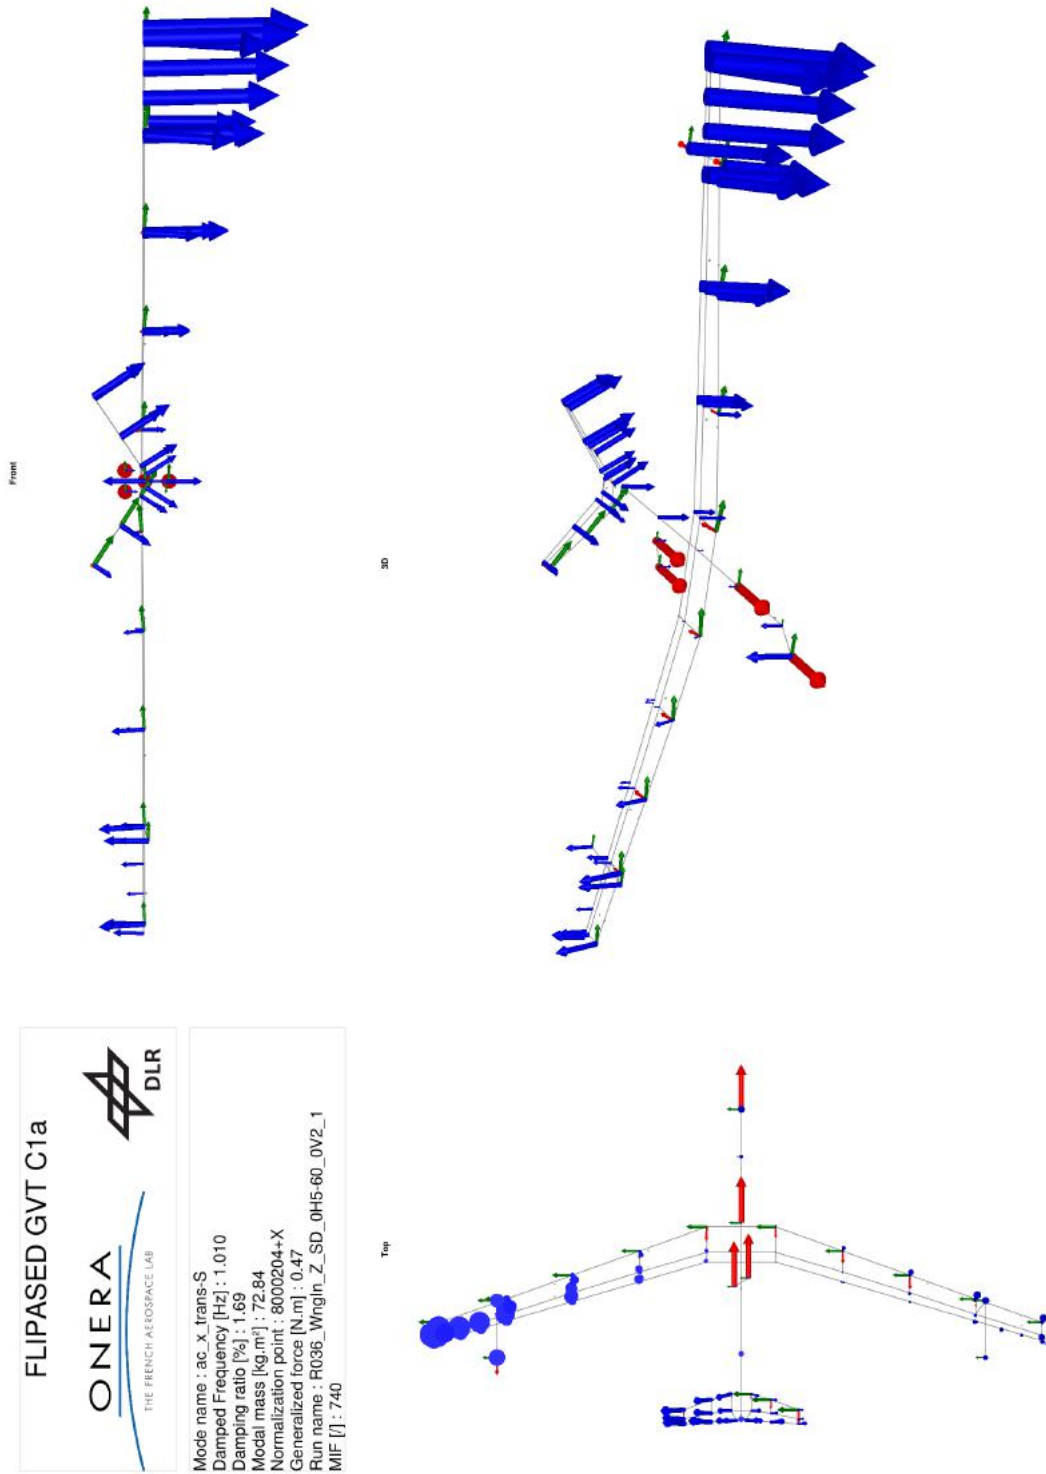 FLIPASED GVT C1a
ONERA
THE FRENCH AEROSPACE LAB
DLR
Mode name : ac_x_trans-S
Damped Frequency [Hz] : 1.010
Damping ratio [%] : 1.69
Modal mass [kg.m²] : 72.84
Normalization point : 8000204+X
Generalized force [N.m] : 0.47
Run name : R036_WngIn_Z_SD_0H5-60_0V2_1
MIF [/] : 740
Front
3D
Top